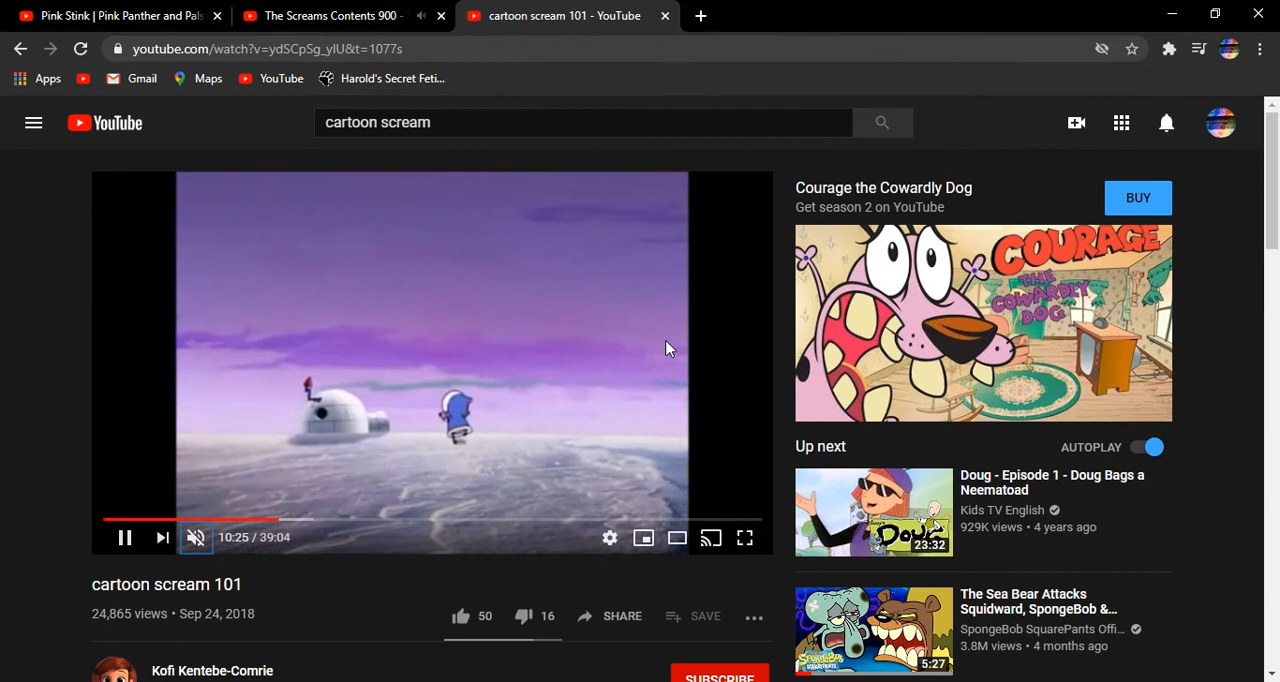 Pink Stink | Pink Panther and Pals
The Screams Contents 900 -
cartoon scream 101 - YouTube
youtube.com/watch?v=ydSCpSg_yIU&t=1077s
Apps
Gmail
Maps
YouTube
Harold's Secret Feti...
YouTube
cartoon scream
Courage the Cowardly Dog
Get season 2 on YouTube
BUY
COURAGE
THE
COWARDLY
DOG
10:25 / 39:04
Up next
AUTOPLAY
Doug - Episode 1 - Doug Bags a
Neematoad
Kids TV English
929K views • 4 years ago
Doug
23:32
cartoon scream 101
24,865 views • Sep 24, 2018
50
16
SHARE
SAVE
The Sea Bear Attacks
Squidward, SpongeBob &...
SpongeBob SquarePants Offi...
3.8M views • 4 months ago
SPONGEBOB
5:27
Kofi Kentebe-Comrie
SUBSCRIBE